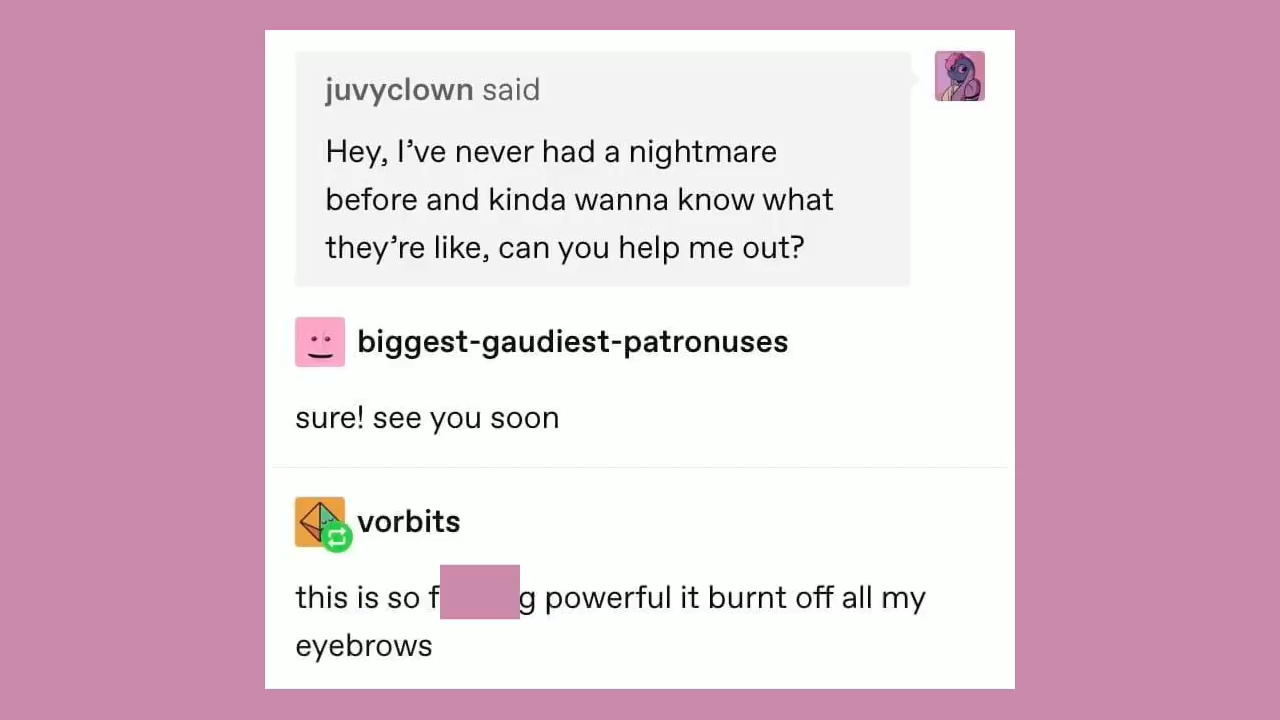 juvyclown said
Hey, I’ve never had a nightmare
before and kinda wanna know what
they’re like, can you help me out?
biggest-gaudiest-patronuses
sure! see you soon
vorbits
this is so f g powerful it burnt off all my
eyebrows